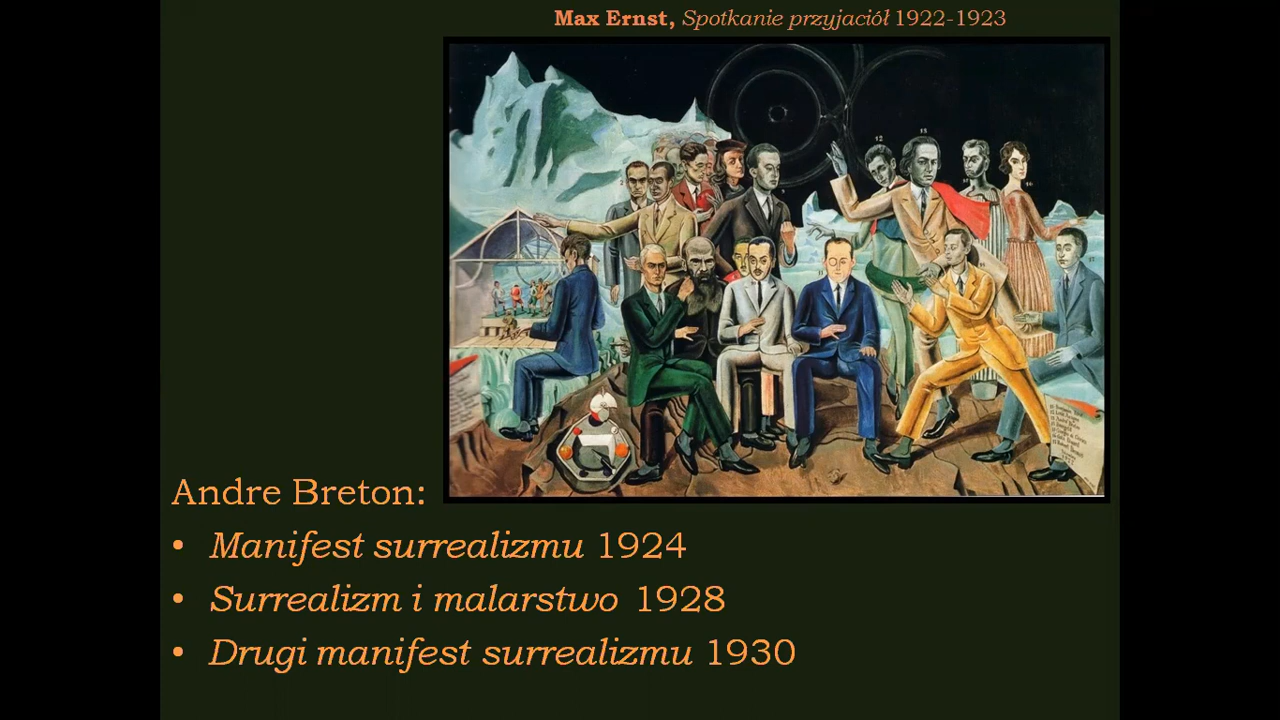 Max Ernst, Spotkanie przyjaciół 1922-1923
Andre Breton:
• Manifest surrealizmu 1924
• Surrealizm i malarstwo 1928
• Drugi manifest surrealizmu 1930